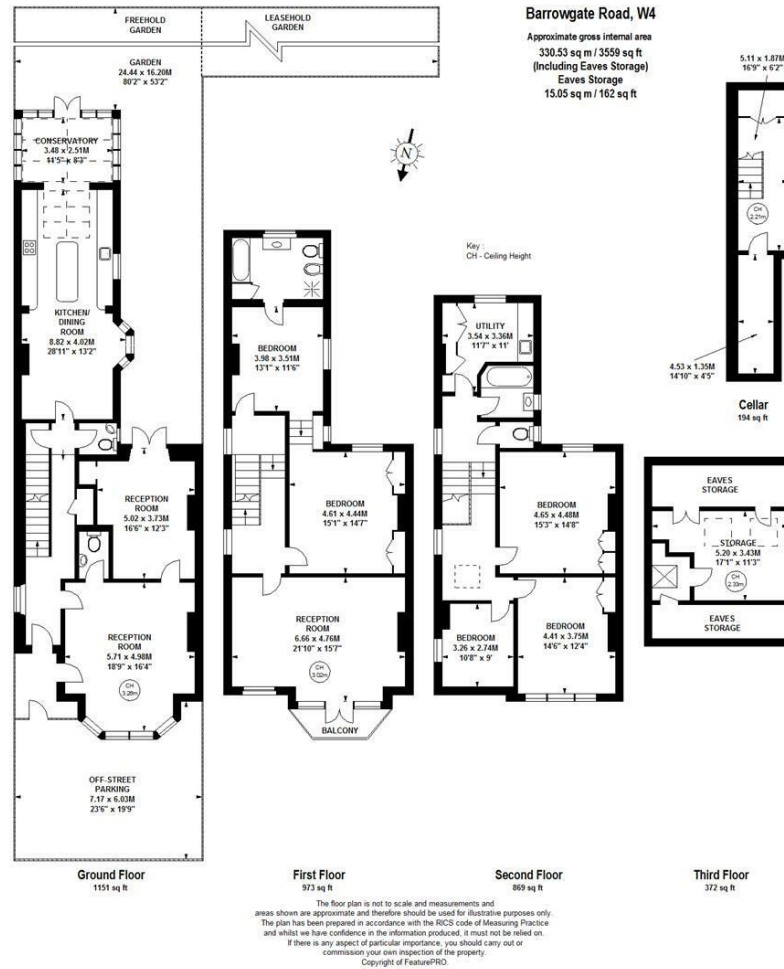 Barrowgate Road, W4
Approximate gross internal area
330.53 sq m / 3559 sq ft
(Including Eaves Storage)
Eaves Storage
15.05 sq m / 162 sq ft
FREEHOLD
GARDEN
LEASEHOLD
GARDEN
GARDEN
24.44 x 16.20M
80'2" x 53'2"
CONSERVATORY
3.48 x 2.51M
11'5" x 8'3"
KITCHEN/
DINING
ROOM
8.82 x 4.02M
28'11" x 13'2"
RECEPTION
ROOM
5.02 x 3.73M
16'6" x 12'3"
RECEPTION
ROOM
5.71 x 4.98M
18'9" x 16'4"
CH
3.26m
OFF-STREET
PARKING
7.17 x 6.03M
23'6" x 19'9"
Ground Floor
1151 sq ft
N
Key :
CH - Ceiling Height
BEDROOM
3.98 x 3.51M
13'1" x 11'6"
BEDROOM
4.61 x 4.44M
15'1" x 14'7"
RECEPTION
ROOM
6.66 x 4.76M
21'10" x 15'7"
CH
3.02m
BALCONY
First Floor
973 sq ft
UTILITY
3.54 x 3.36M
11'7" x 11'
BEDROOM
4.65 x 4.48M
15'3" x 14'8"
BEDROOM
3.26 x 2.74M
10'8" x 9'
BEDROOM
4.41 x 3.75M
14'6" x 12'4"
Second Floor
869 sq ft
5.11 x 1.87M
16'9" x 6'2"
CH
2.21m
4.53 x 1.35M
14'10" x 4'5"
Cellar
194 sq ft
EAVES
STORAGE
STORAGE
5.20 x 3.43M
17'1" x 11'3"
CH
2.33m
EAVES
STORAGE
Third Floor
372 sq ft
The floor plan is not to scale and measurements and
areas shown are approximate and therefore should be used for illustrative purposes only.
The plan has been prepared in accordance with the RICS code of Measuring Practice
and whilst we have confidence in the information produced, it must not be relied on.
If there is any aspect of particular importance, you should carry out or
commission your own inspection of the property.
Copyright of FeaturePRO.